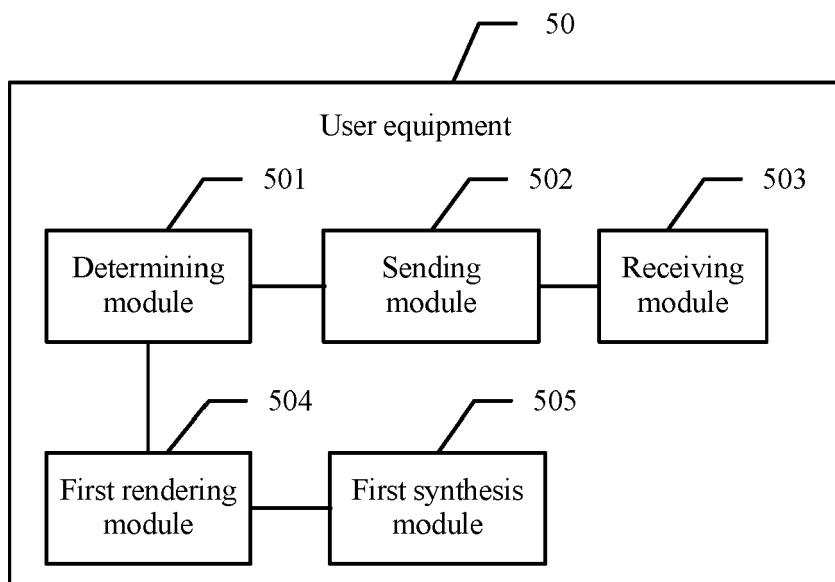 50
User equipment
501
502
503
Determining
module
Sending
module
Receiving
module
504
505
First rendering
module
First synthesis
module